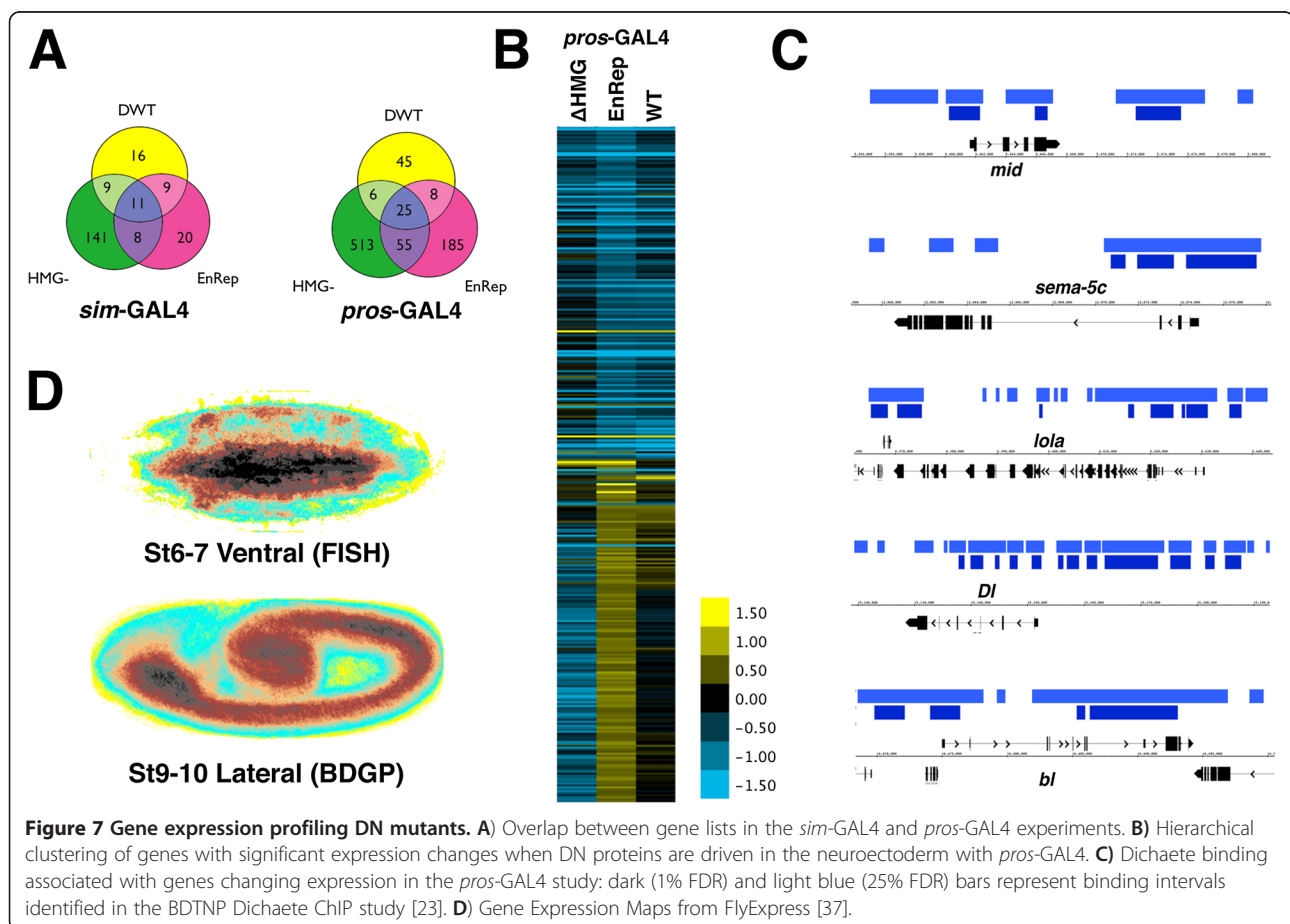 A
DWT
16
9
9
11
141
8
20
HMG-
EnRep
sim-GAL4
DWT
45
6
8
25
513
55
185
HMG-
EnRep
pros-GAL4
B
pros-GAL4
ΔHMG
EnRep
WT
1.50
1.00
0.50
0.00
−0.50
−1.00
−1.50
C
mid
sema-5c
lola
Dl
bl
D
St6-7 Ventral (FISH)
St9-10 Lateral (BDGP)
Figure 7 Gene expression profiling DN mutants. A) Overlap between gene lists in the sim-GAL4 and pros-GAL4 experiments. B) Hierarchical
clustering of genes with significant expression changes when DN proteins are driven in the neuroectoderm with pros-GAL4. C) Dichaete binding
associated with genes changing expression in the pros-GAL4 study: dark (1% FDR) and light blue (25% FDR) bars represent binding intervals
identified in the BDTNP Dichaete ChIP study [23]. D) Gene Expression Maps from FlyExpress [37].